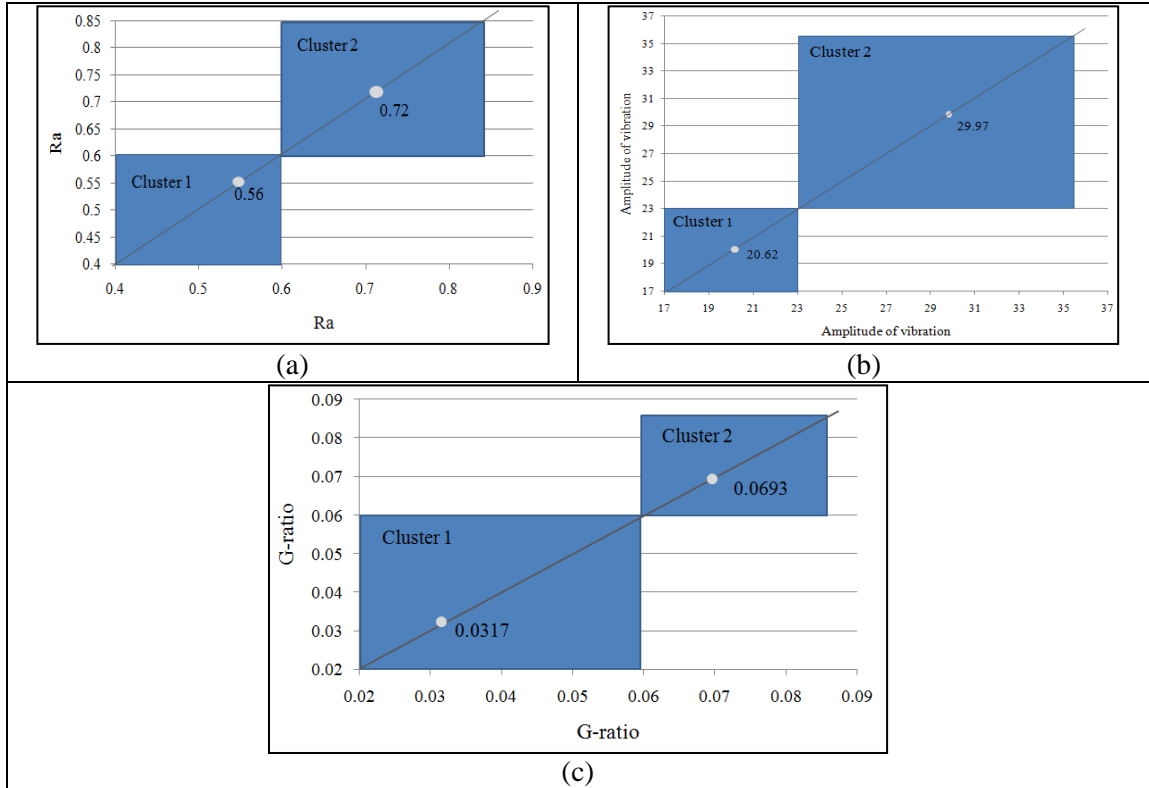 0.85
0.8
0.75
0.7
0.65
0.6
0.55
0.5
0.45
0.4
Ra
Cluster 2
0.72
Cluster 1
0.56
0.4 0.5 0.6 0.7 0.8 0.9
Ra
(a)
37
35
33
31
29
27
25
23
21
19
17
Amplitude of vibration
Cluster 2
29.97
Cluster 1
20.62
17 19 21 23 25 27 29 31 33 35 37
Amplitude of vibration
(b)
0.09
0.08
0.07
0.06
0.05
0.04
0.03
0.02
G-ratio
Cluster 2
0.0693
Cluster 1
0.0317
0.02 0.03 0.04 0.05 0.06 0.07 0.08 0.09
G-ratio
(c)